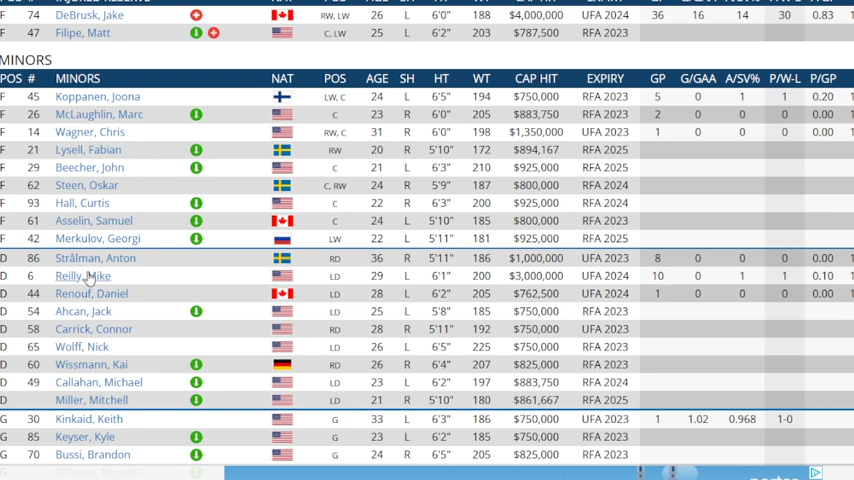 F 74 DeBrusk, Jake RW, LW 26 L 6'0" 188 $4,000,000 UFA 2024 36 16 14 30 0.83
F 47 Filipe, Matt C, LW 25 L 6'2" 203 $787,500
MINORS
POS # MINORS NAT POS AGE SH HT WT CAP HIT EXPIRY GP G/GAA A/SV% P/W-L P/GP
F 45 Koppanen, Joona LW, C 24 L 6'5" 194 $750,000 RFA 2023 5 0 1 1 0.20
F 26 McLaughlin, Marc C 23 R 6'0" 205 $883,750 RFA 2023 2 0 0 0 0.00
F 14 Wagner, Chris RW, C 31 R 6'0" 198 $1,350,000 UFA 2023 1 0 0 0 0.00
F 21 Lysell, Fabian RW 20 R 5'10" 172 $894,167 RFA 2025
F 29 Beecher, John C 21 L 6'3" 210 $925,000 RFA 2025
F 62 Steen, Oskar C, RW 24 R 5'9" 187 $800,000 RFA 2024
F 93 Hall, Curtis C 22 R 6'3" 200 $925,000 RFA 2024
F 61 Asselin, Samuel C 24 L 5'10" 185 $800,000 RFA 2023
F 42 Merkulov, Georgi LW 22 L 5'11" 181 $925,000 RFA 2025
D 86 Strålman, Anton RD 36 R 5'11" 186 $1,000,000 UFA 2023 8 0 0 0 0.00
D 6 Reilly, Mike LD 29 L 6'1" 200 $3,000,000 UFA 2024 10 0 1 1 0.10
D 44 Renouf, Daniel LD 28 L 6'2" 205 $762,500 UFA 2023 1 0 0 0 0.00
D 54 Ahcan, Jack LD 25 L 5'8" 185 $750,000 RFA 2023
D 58 Carrick, Connor RD 28 R 5'11" 192 $750,000 UFA 2023
D 65 Wolff, Nick LD 26 L 6'5" 225 $750,000 RFA 2023
D 60 Wissmann, Kai RD 26 R 6'4" 207 $825,000 RFA 2023
D 49 Callahan, Michael LD 23 L 6'2" 197 $883,750 RFA 2024
D Miller, Mitchell LD 21 R 5'10" 180 $861,667 RFA 2025
G 30 Kinkaid, Keith G 33 L 6'3" 186 $750,000 UFA 2023 1 1.02 0.968 1-0
G 85 Keyser, Kyle G 23 L 6'2" 185 $750,000 RFA 2023
G 70 Bussi, Brandon G 24 R 6'5" 205 $825,000 RFA 2023